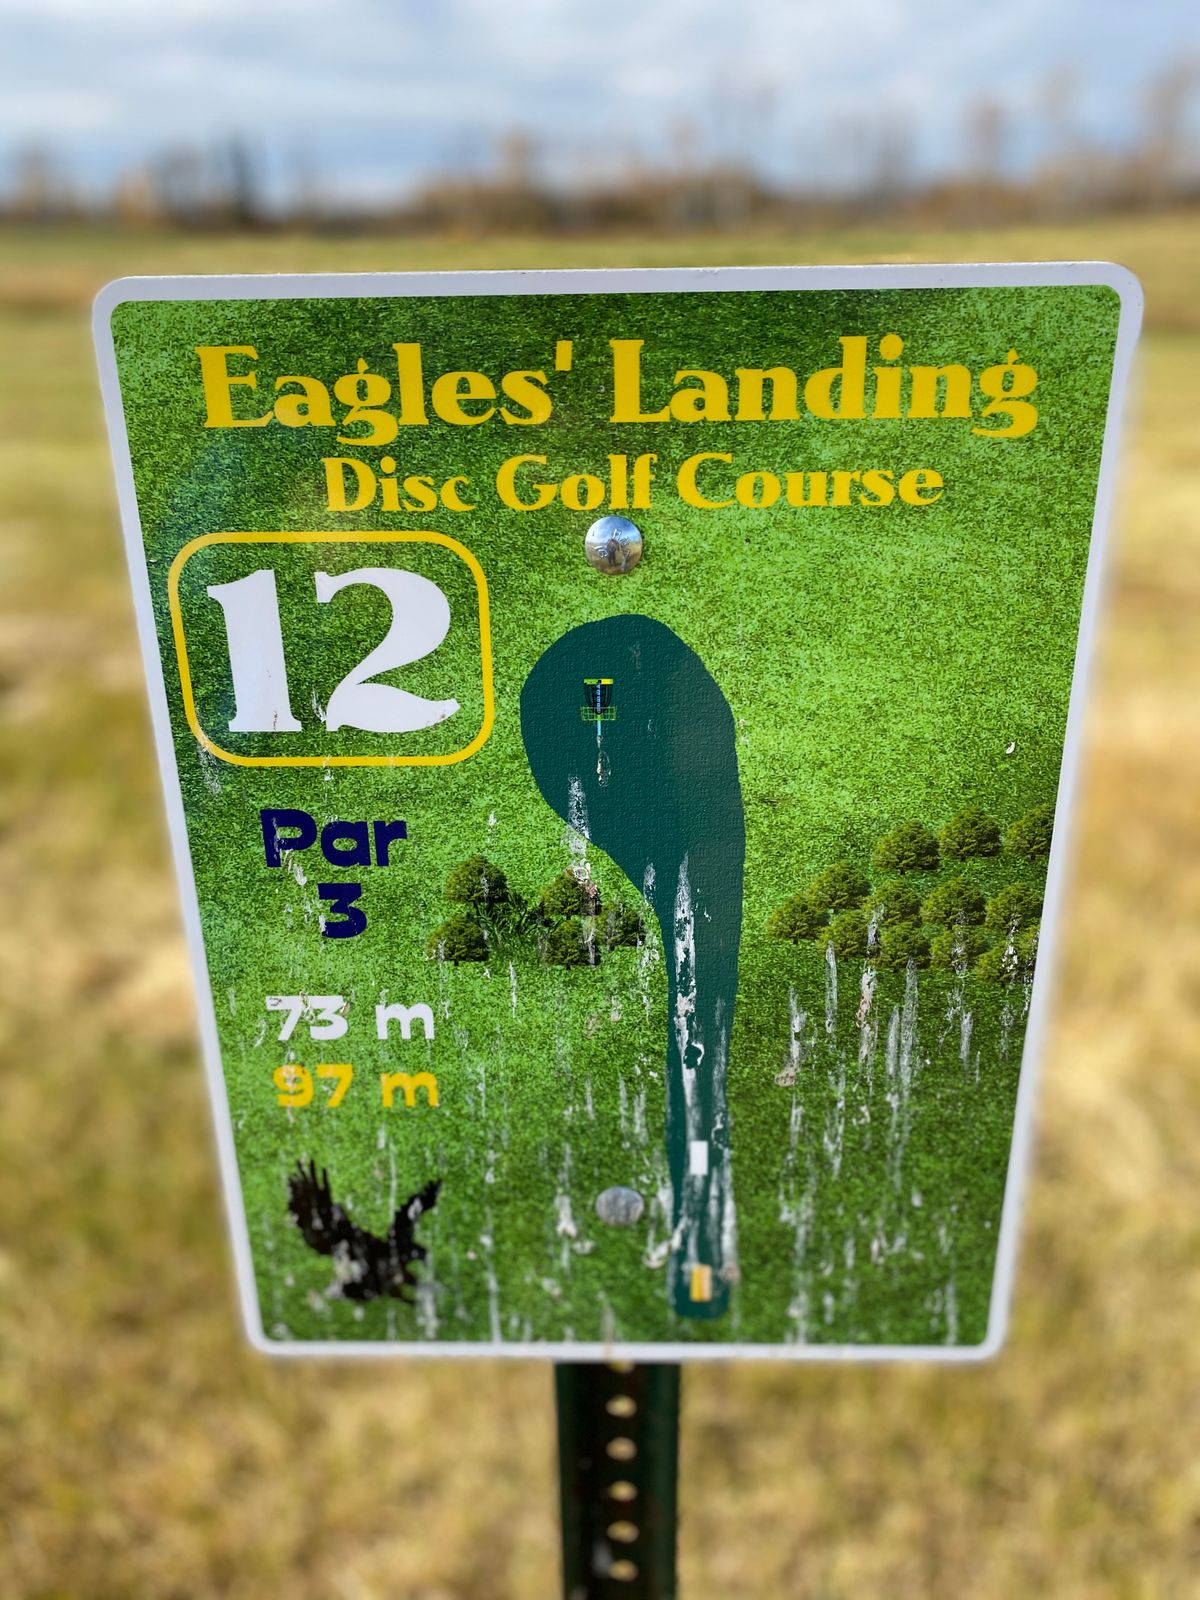 Eagles' Landing
Disc Golf Course
12
Par
3
73 m
97 m